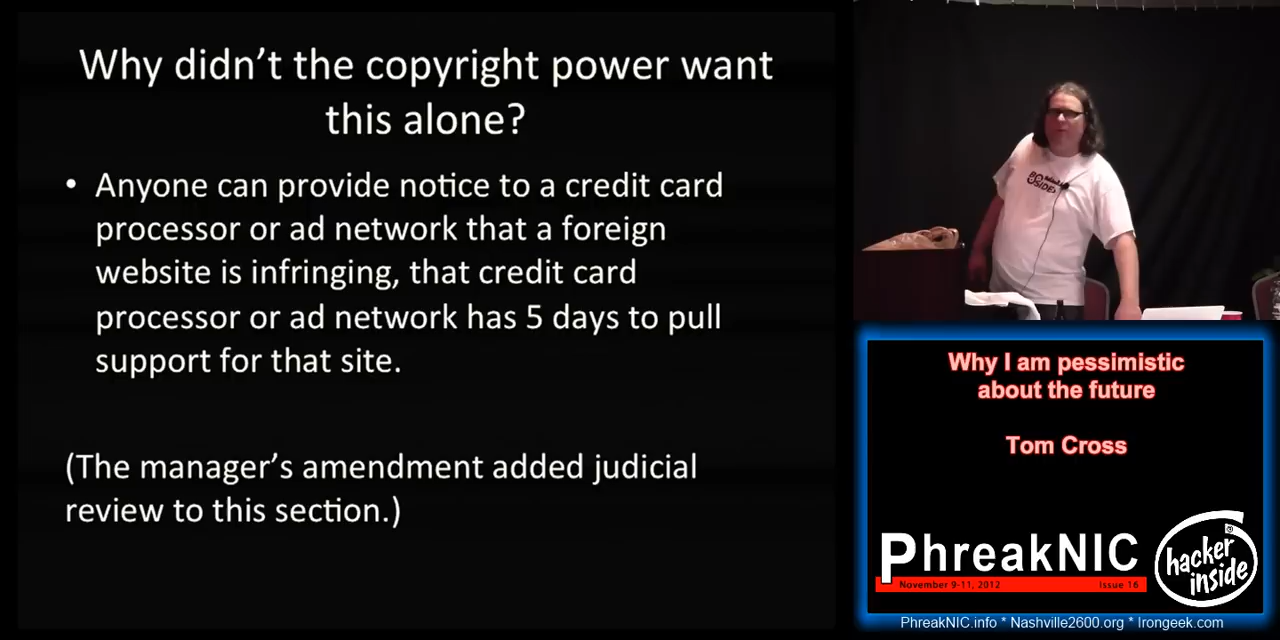 Why didn't the copyright power want
this alone?
• Anyone can provide notice to a credit card
processor or ad network that a foreign
website is infringing, that credit card
processor or ad network has 5 days to pull
support for that site.
(The manager's amendment added judicial
review to this section.)
Why I am pessimistic
about the future
Tom Cross
PhreakNIC
November 9-11, 2012 Issue 16
hacker
inside
PhreakNIC.info * Nashville2600.org * Irongeek.com